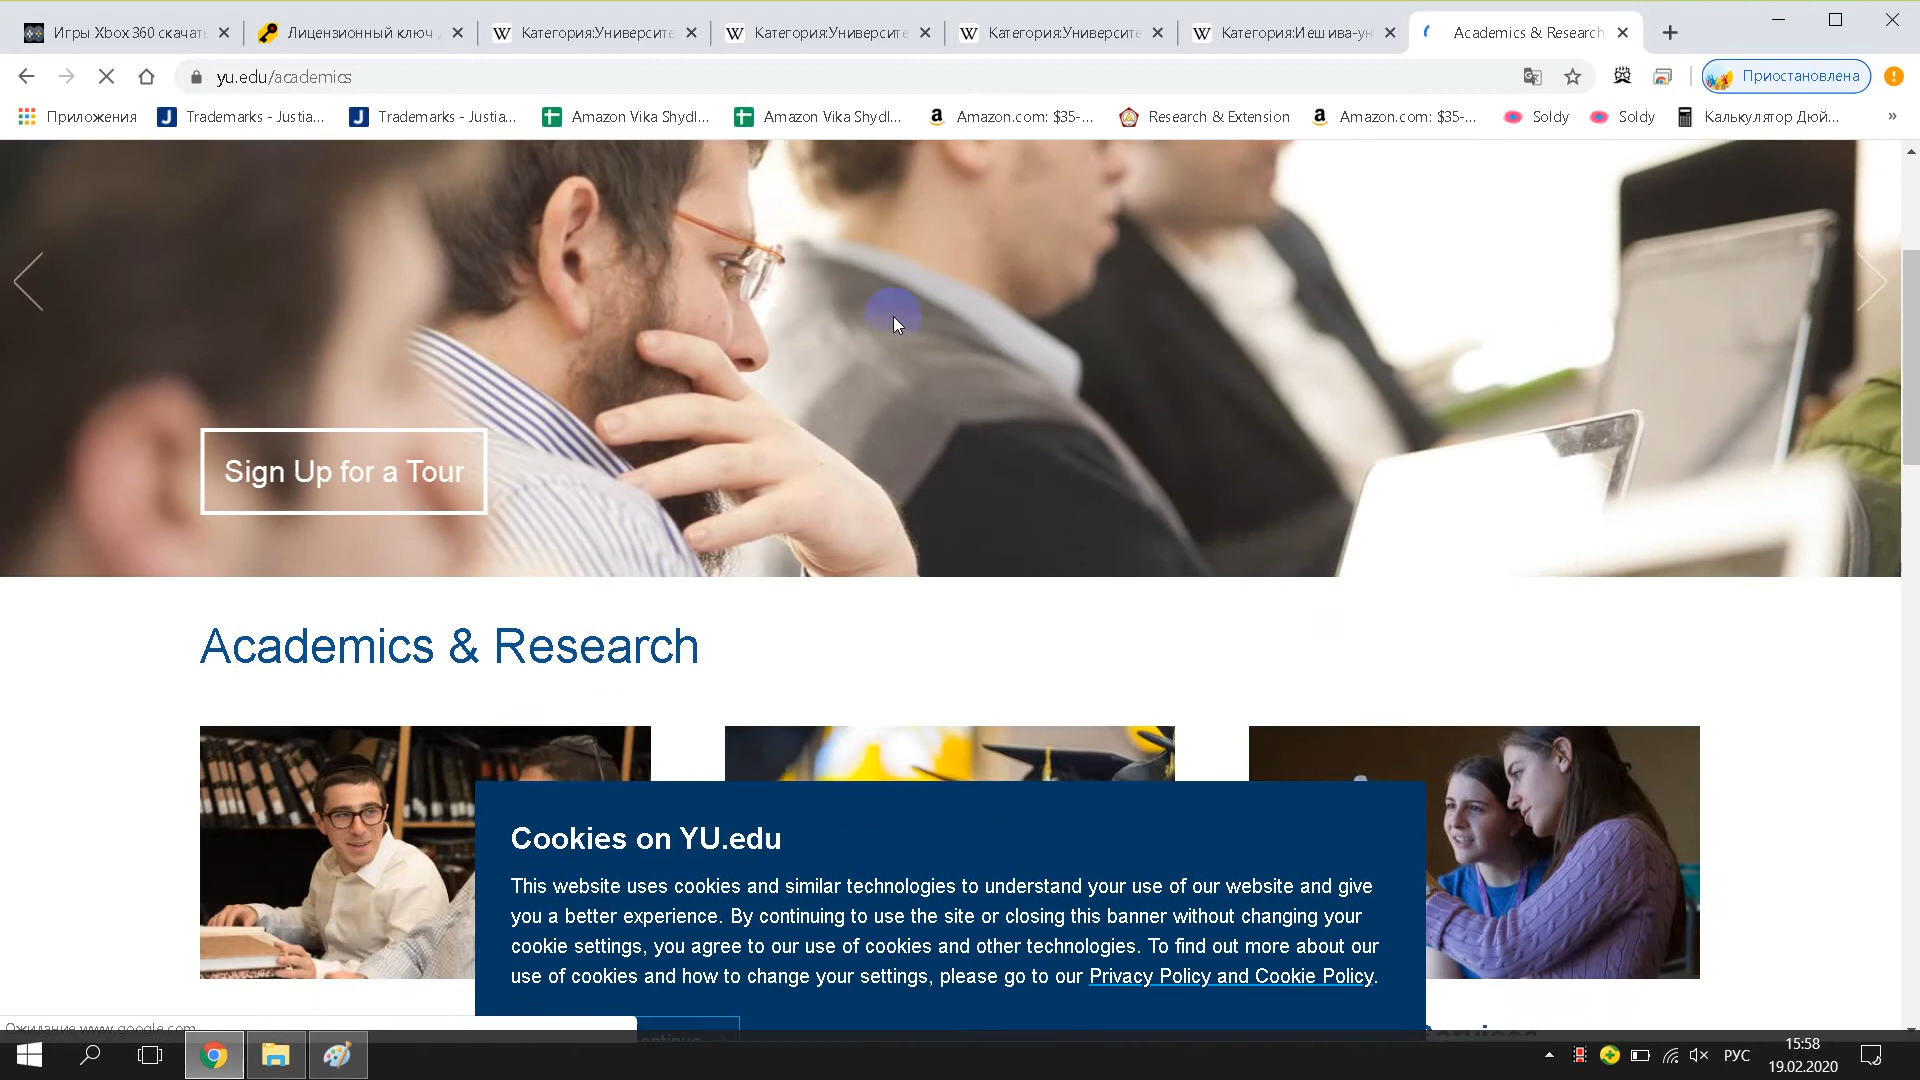 Игры Xbox 360 скачать
Лицензионный ключ
Категория:Университе
Категория:Университе
Категория:Университе
Категория:Иешива-ун
Academics & Research
yu.edu/academics
Приостановлена
Приложения
Trademarks - Justia...
Trademarks - Justia...
Amazon Vika Shydl...
Amazon Vika Shydl...
Amazon.com: $35-...
Research & Extension
Amazon.com: $35-...
Soldy
Soldy
Калькулятор Дюй...
»
Sign Up for a Tour
Academics & Research
Cookies on YU.edu
This website uses cookies and similar technologies to understand your use of our website and give
you a better experience. By continuing to use the site or closing this banner without changing your
cookie settings, you agree to our use of cookies and other technologies. To find out more about our
use of cookies and how to change your settings, please go to our Privacy Policy and Cookie Policy.
Ожидание www.google.com
РУС
15:58
19.02.2020